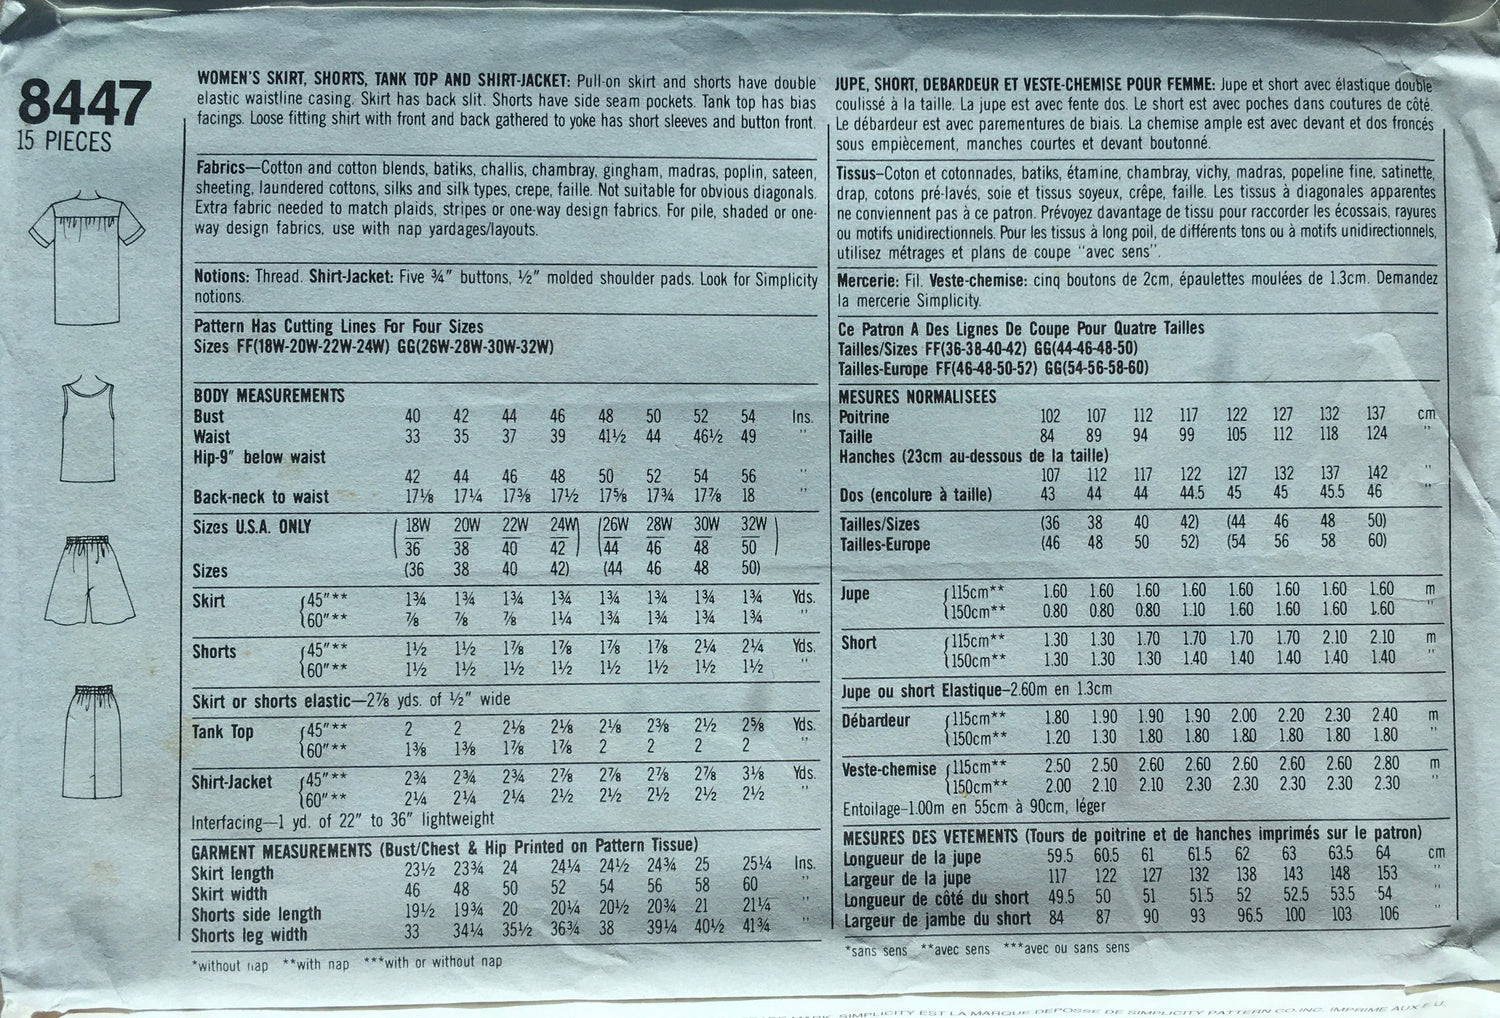 8447
15 PIECES
WOMEN'S SKIRT, SHORTS, TANK TOP AND SHIRT-JACKET: Pull-on skirt and shorts have double
elastic waistline casing. Skirt has back slit. Shorts have side seam pockets. Tank top has bias
facings. Loose fitting shirt with front and back gathered to yoke has short sleeves and button front.
Fabrics—Cotton and cotton blends, batiks, challis, chambray, gingham, madras, poplin, sateen,
sheeting, laundered cottons, silks and silk types, crepe, faille. Not suitable for obvious diagonals.
Extra fabric needed to match plaids, stripes or one-way design fabrics. For pile, shaded or one-
way design fabrics, use with nap yardages/layouts.
Notions: Thread. Shirt-Jacket: Five ¾" buttons, ½" molded shoulder pads. Look for Simplicity
notions.
Pattern Has Cutting Lines For Four Sizes
Sizes FF(18W-20W-22W-24W) GG(26W-28W-30W-32W)
BODY MEASUREMENTS
Bust 40 42 44 46 48 50 52 54 Ins.
Waist 33 35 37 39 41½ 44 46½ 49 "
Hip-9" below waist
42 44 46 48 50 52 54 56 "
Back-neck to waist 17⅛ 17¼ 17⅜ 17½ 17⅝ 17¾ 17⅞ 18 "
Sizes U.S.A. ONLY (18W 20W 22W 24W) (26W 28W 30W 32W)
36 38 40 42 44 46 48 50
Sizes (36 38 40 42) (44 46 48 50)
Skirt {45"** 1¾ 1¾ 1¾ 1¾ 1¾ 1¾ 1¾ 1¾ Yds.
60"** ⅞ ⅞ ⅞ 1¼ 1¾ 1¾ 1¾ 1¾ "
Shorts {45"** 1½ 1½ 1⅞ 1⅞ 1⅞ 1⅞ 2¼ 2¼ Yds.
60"** 1½ 1½ 1½ 1½ 1½ 1½ 1½ 1½ "
Skirt or shorts elastic—2⅞ yds. of ½" wide
Tank Top {45"** 2 2 2⅛ 2⅛ 2⅛ 2⅜ 2½ 2⅝ Yds.
60"** 1⅜ 1⅜ 1⅞ 1⅞ 2 2 2 2 "
Shirt-Jacket {45"** 2¾ 2¾ 2¾ 2⅞ 2⅞ 2⅞ 2⅞ 3⅛ Yds.
60"** 2¼ 2¼ 2¼ 2½ 2½ 2½ 2½ 2½ "
Interfacing—1 yd. of 22" to 36" lightweight
GARMENT MEASUREMENTS (Bust/Chest & Hip Printed on Pattern Tissue)
Skirt length 23½ 23¾ 24 24¼ 24½ 24¾ 25 25¼ Ins.
Skirt width 46 48 50 52 54 56 58 60 "
Shorts side length 19½ 19¾ 20 20¼ 20½ 20¾ 21 21¼ "
Shorts leg width 33 34¼ 35½ 36¾ 38 39¼ 40½ 41¾ "
*without nap **with nap ***with or without nap
JUPE, SHORT, DEBARDEUR ET VESTE-CHEMISE POUR FEMME: Jupe et short avec élastique double
coulissé à la taille. La jupe est avec fente dos. Le short est avec poches dans coutures de côté.
Le débardeur est avec parementures de biais. La chemise ample est avec devant et dos froncés
sous empiècement, manches courtes et devant boutonné.
Tissus—Coton et cotonnades, batiks, étamine, chambray, vichy, madras, popeline fine, satinette,
drap, cotons pré-lavés, soie et tissus soyeux, crêpe, faille. Les tissus à diagonales apparentes
ne conviennent pas à ce patron. Prévoyez davantage de tissu pour raccorder les écossais, rayures
ou motifs unidirectionnels. Pour les tissus à long poil, de différents tons ou à motifs unidirectionnels,
utilisez métrages et plans de coupe "avec sens".
Mercerie: Fil. Veste-chemise: cinq boutons de 2cm, épaulettes moulées de 1.3cm. Demandez
la mercerie Simplicity.
Ce Patron A Des Lignes De Coupe Pour Quatre Tailles
Tailles/Sizes FF(36-38-40-42) GG(44-46-48-50)
Tailles-Europe FF(46-48-50-52) GG(54-56-58-60)
MESURES NORMALISEES
Poitrine 102 107 112 117 122 127 132 137 cm
Taille 84 89 94 99 105 112 118 124 "
Hanches (23cm au-dessous de la taille)
107 112 117 122 127 132 137 142 "
Dos (encolure à taille) 43 44 44 44.5 45 45 45.5 46 "
Tailles/Sizes (36 38 40 42) (44 46 48 50)
Tailles-Europe (46 48 50 52) (54 56 58 60)
Jupe {115cm** 1.60 1.60 1.60 1.60 1.60 1.60 1.60 1.60 m
150cm** 0.80 0.80 0.80 1.10 1.60 1.60 1.60 1.60 "
Short {115cm** 1.30 1.30 1.70 1.70 1.70 1.70 2.10 2.10 m
150cm** 1.30 1.30 1.30 1.40 1.40 1.40 1.40 1.40 "
Jupe ou short Elastique—2.60m en 1.3cm
Débardeur {115cm** 1.80 1.90 1.90 1.90 2.00 2.20 2.30 2.40 m
150cm** 1.20 1.30 1.80 1.80 1.80 1.80 1.80 1.80 "
Veste-chemise {115cm** 2.50 2.50 2.60 2.60 2.60 2.60 2.60 2.80 m
150cm** 2.00 2.10 2.10 2.30 2.30 2.30 2.30 2.30 "
Entoilage—1.00m en 55cm à 90cm, léger
MESURES DES VETEMENTS (Tours de poitrine et de hanches imprimés sur le patron)
Longueur de la jupe 59.5 60.5 61 61.5 62 63 63.5 64 cm
Largeur de la jupe 117 122 127 132 138 143 148 153 "
Longueur de côté du short 49.5 50 51 51.5 52 52.5 53.5 54 "
Largeur de jambe du short 84 87 90 93 96.5 100 103 106 "
*sans sens **avec sens ***avec ou sans sens
SIMPLICITY EST LA MARQUE DEPOSSE DE SIMPLICITY PATTERN CO. INC. IMPRIME AUX E.U.